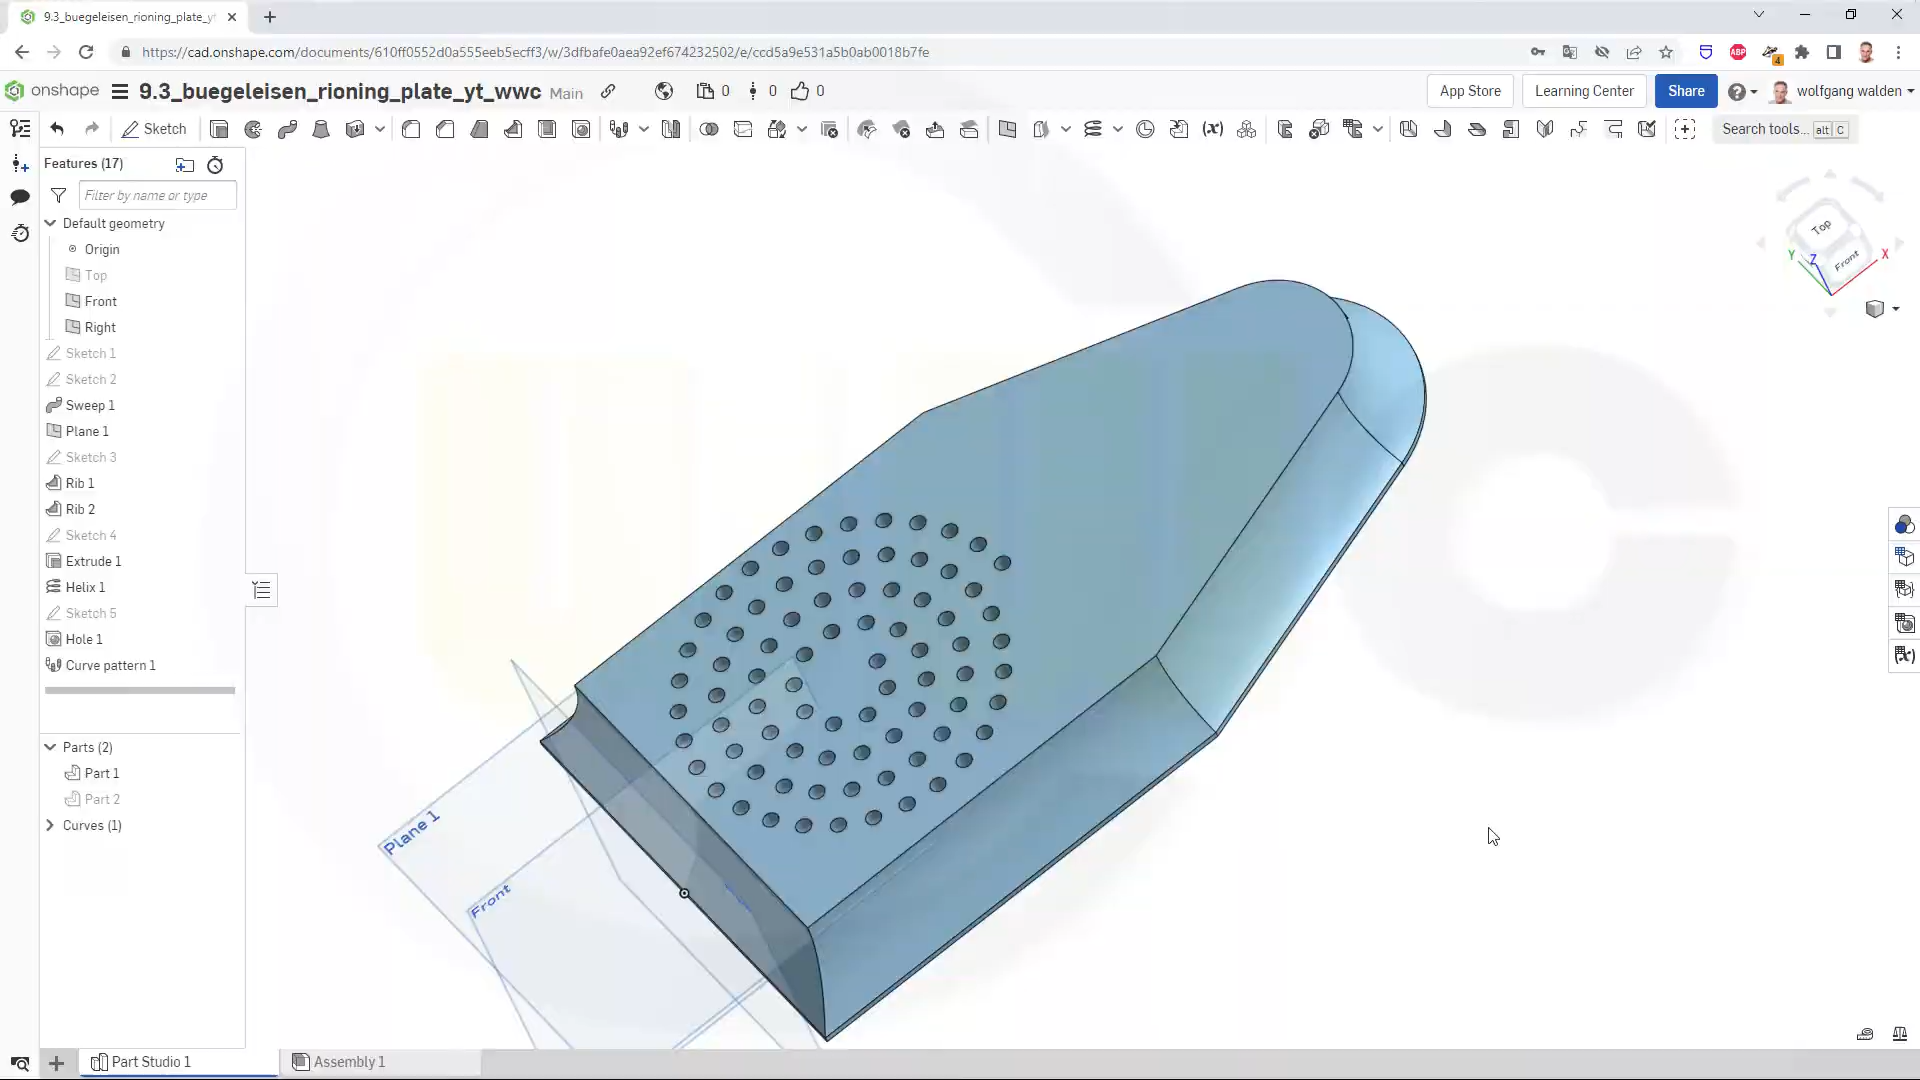 9.3_buegeleisen_rioning_plate_yt
https://cad.onshape.com/documents/610ff0552d0a555eeb5ecff3/w/3dfbafe0aea92ef674232502/e/ccd5a9e531a5b0ab0018b7fe
ABP
4
onshape
9.3_buegeleisen_rioning_plate_yt_wwc Main
0
0
0
App Store
Learning Center
Share
wolfgang walden
Sketch
Search tools... alt C
Features (17)
Filter by name or type
Default geometry
Origin
Top
Front
Right
Sketch 1
Sketch 2
Sweep 1
Plane 1
Sketch 3
Rib 1
Rib 2
Sketch 4
Extrude 1
Helix 1
Sketch 5
Hole 1
Curve pattern 1
Parts (2)
Part 1
Part 2
Curves (1)
Plane 1
Front
Top
Front
X
Y
Z
Part Studio 1
Assembly 1